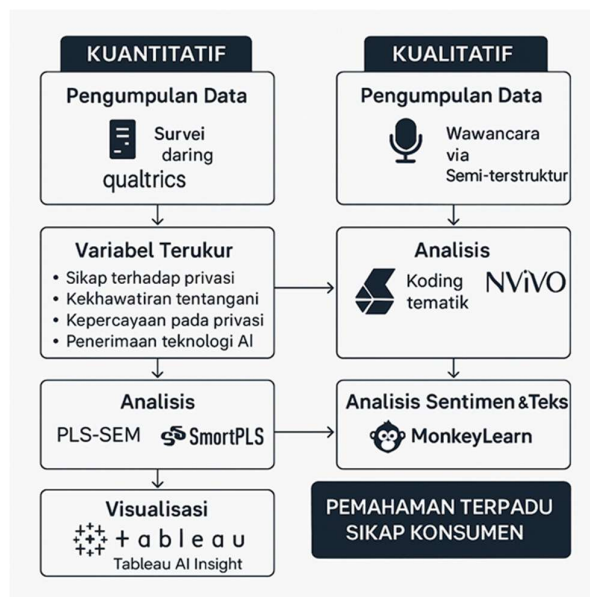 KUANTITATIF
Pengumpulan Data
Survei
daring
qualtrics
Variabel Terukur
• Sikap terhadap privasi
• Kekhawatiran tentangani
• Kepercayaan pada privasi
• Penerimaan teknologi AI
Analisis
PLS-SEM SmortPLS
Visualisasi
+ableau
Tableau AI Insight
KUALITATIF
Pengumpulan Data
Wawancara
via
Semi-terstruktur
Analisis
Koding
tematik
NViVO
Analisis Sentimen &Teks
MonkeyLearn
PEMAHAMAN TERPADU
SIKAP KONSUMEN